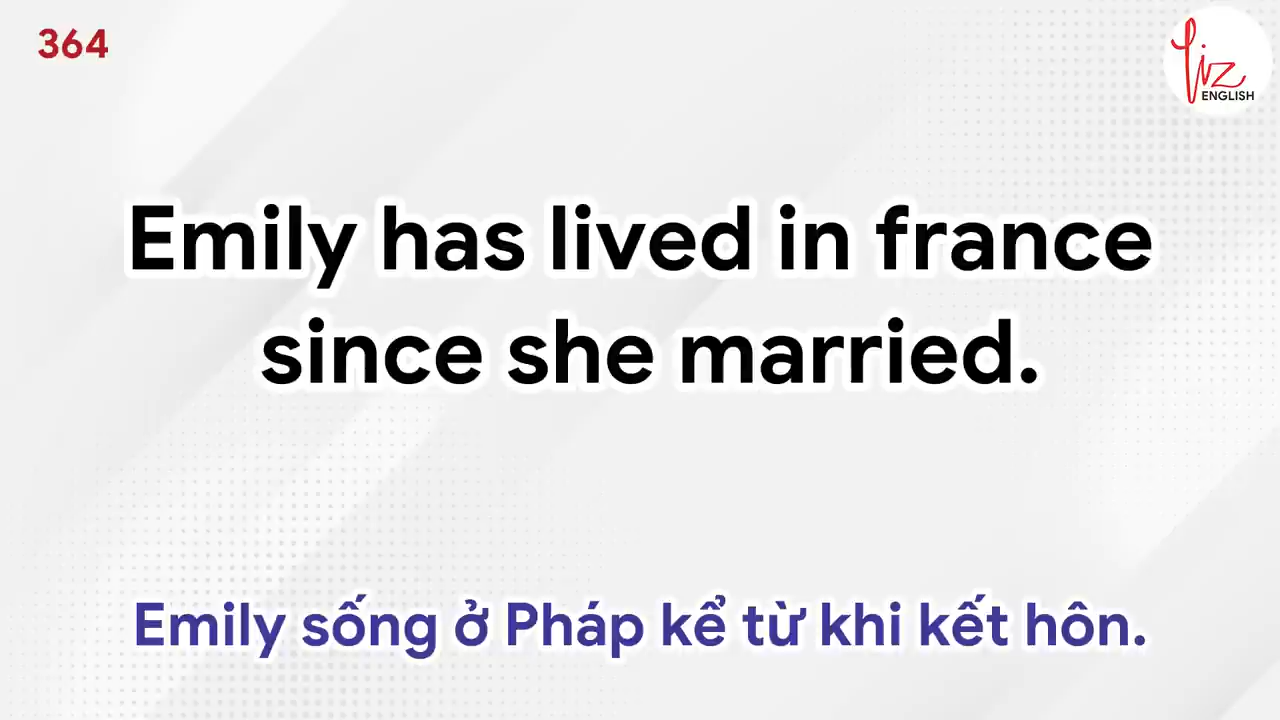 364
Liz
ENGLISH
Emily has lived in france
since she married.
Emily sống ở Pháp kể từ khi kết hôn.